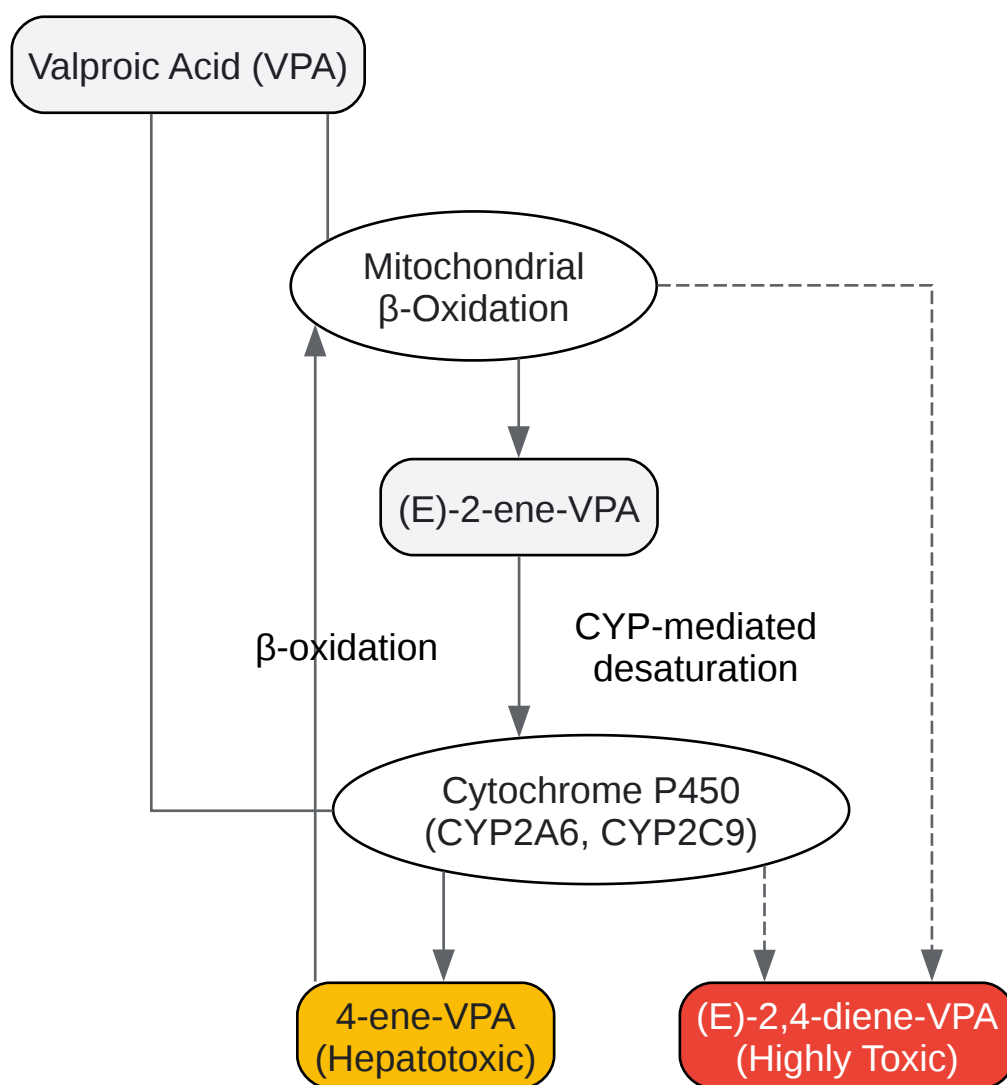 Valproic Acid (VPA)
Mitochondrial
β-Oxidation
(E)-2-ene-VPA
β-oxidation
CYP-mediated
desaturation
Cytochrome P450
(CYP2A6, CYP2C9)
4-ene-VPA
(Hepatotoxic)
(E)-2,4-diene-VPA
(Highly Toxic)